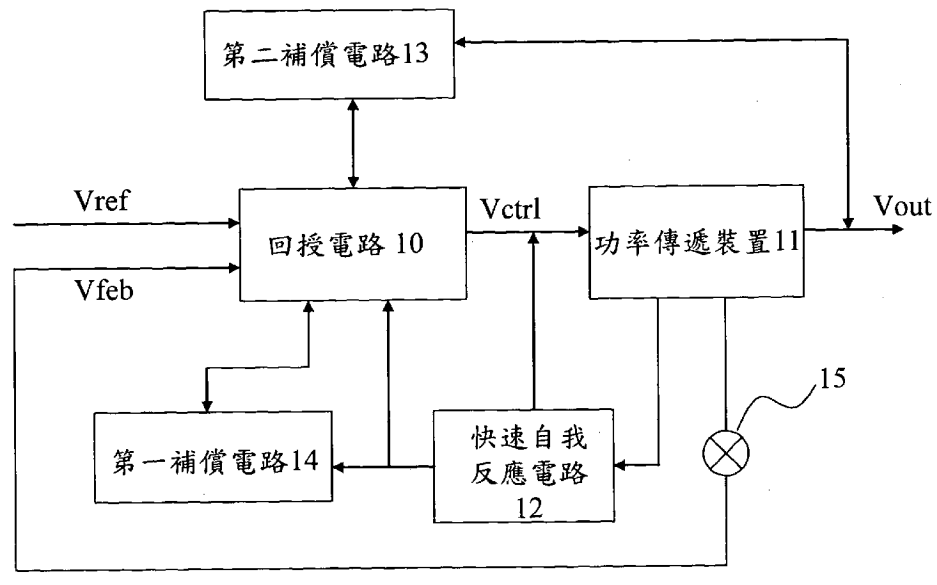 第二補償電路13
Vref
Vctrl
Vout
回授電路 10
功率傳遞裝置11
Vfeb
15
第一補償電路14
快速自我
反應電路
12